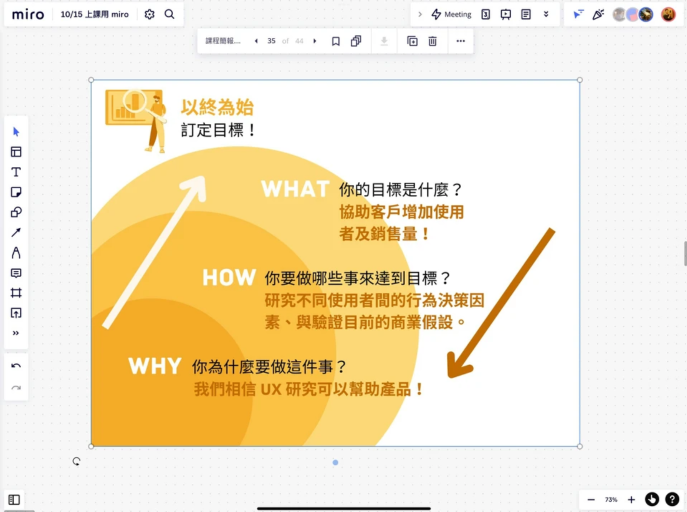 miro
10/15 上課用 miro
Meeting
課程簡報...
35 of 44
以終為始
訂定目標！
WHAT 你的目標是什麼？
協助客戶增加使用
者及銷售量！
HOW 你要做哪些事來達到目標？
研究不同使用者間的行為決策因
素、與驗證目前的商業假設。
WHY 你為什麼要做這件事？
我們相信 UX 研究可以幫助產品！
73%